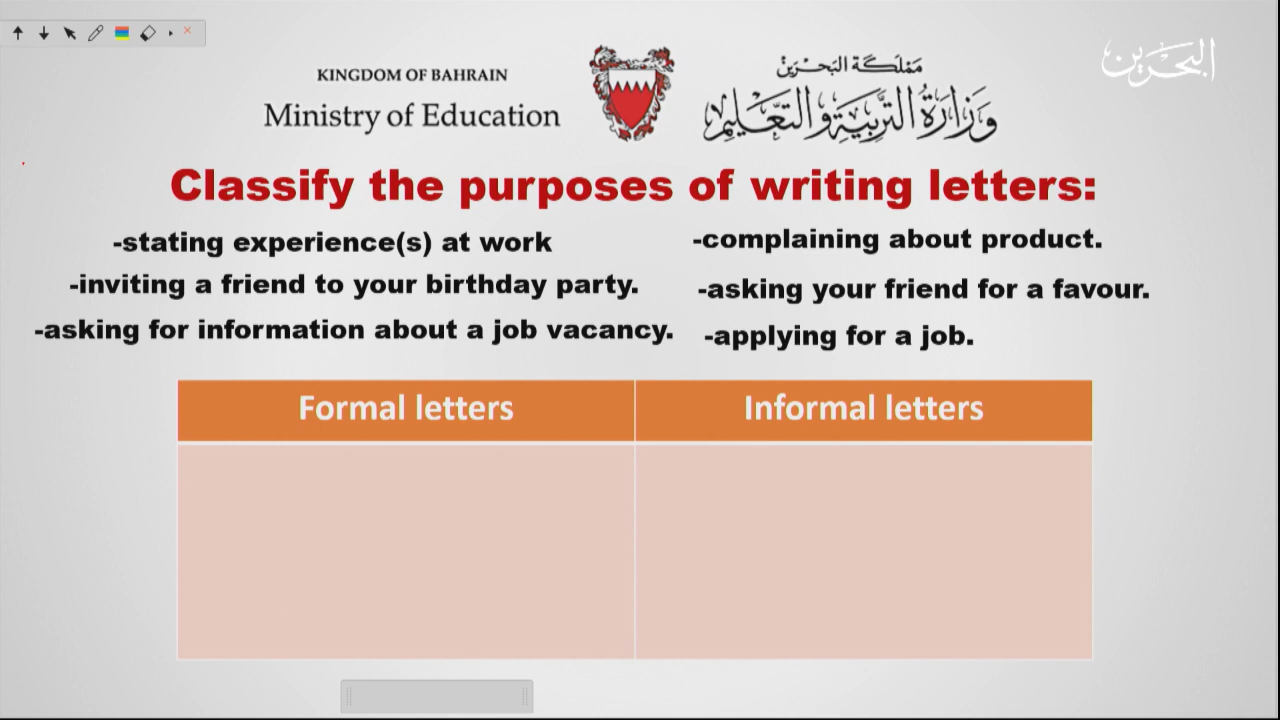 البحرين
KINGDOM OF BAHRAIN
مملكة البحرين
Ministry of Education
وزارة التربية والتعليم
Classify the purposes of writing letters:
-stating experience(s) at work
-complaining about product.
-inviting a friend to your birthday party.
-asking your friend for a favour.
-asking for information about a job vacancy.
-applying for a job.
Formal letters
Informal letters